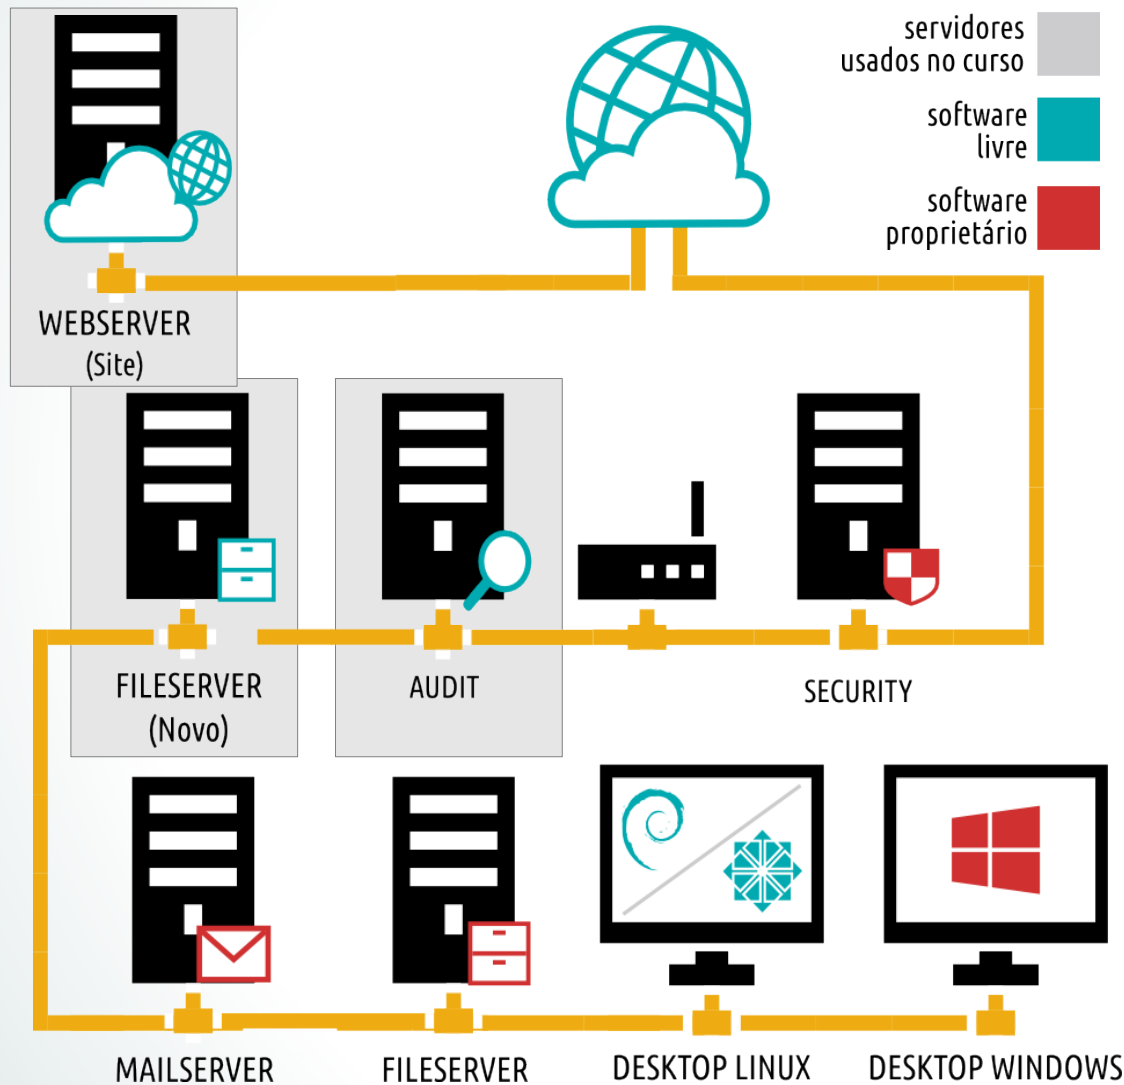 servidores
usados no curso
software
livre
software
proprietário
WEBSERVER
(Site)
FILESERVER
(Novo)
AUDIT
SECURITY
MAILSERVER
FILESERVER
DESKTOP LINUX
DESKTOP WINDOWS